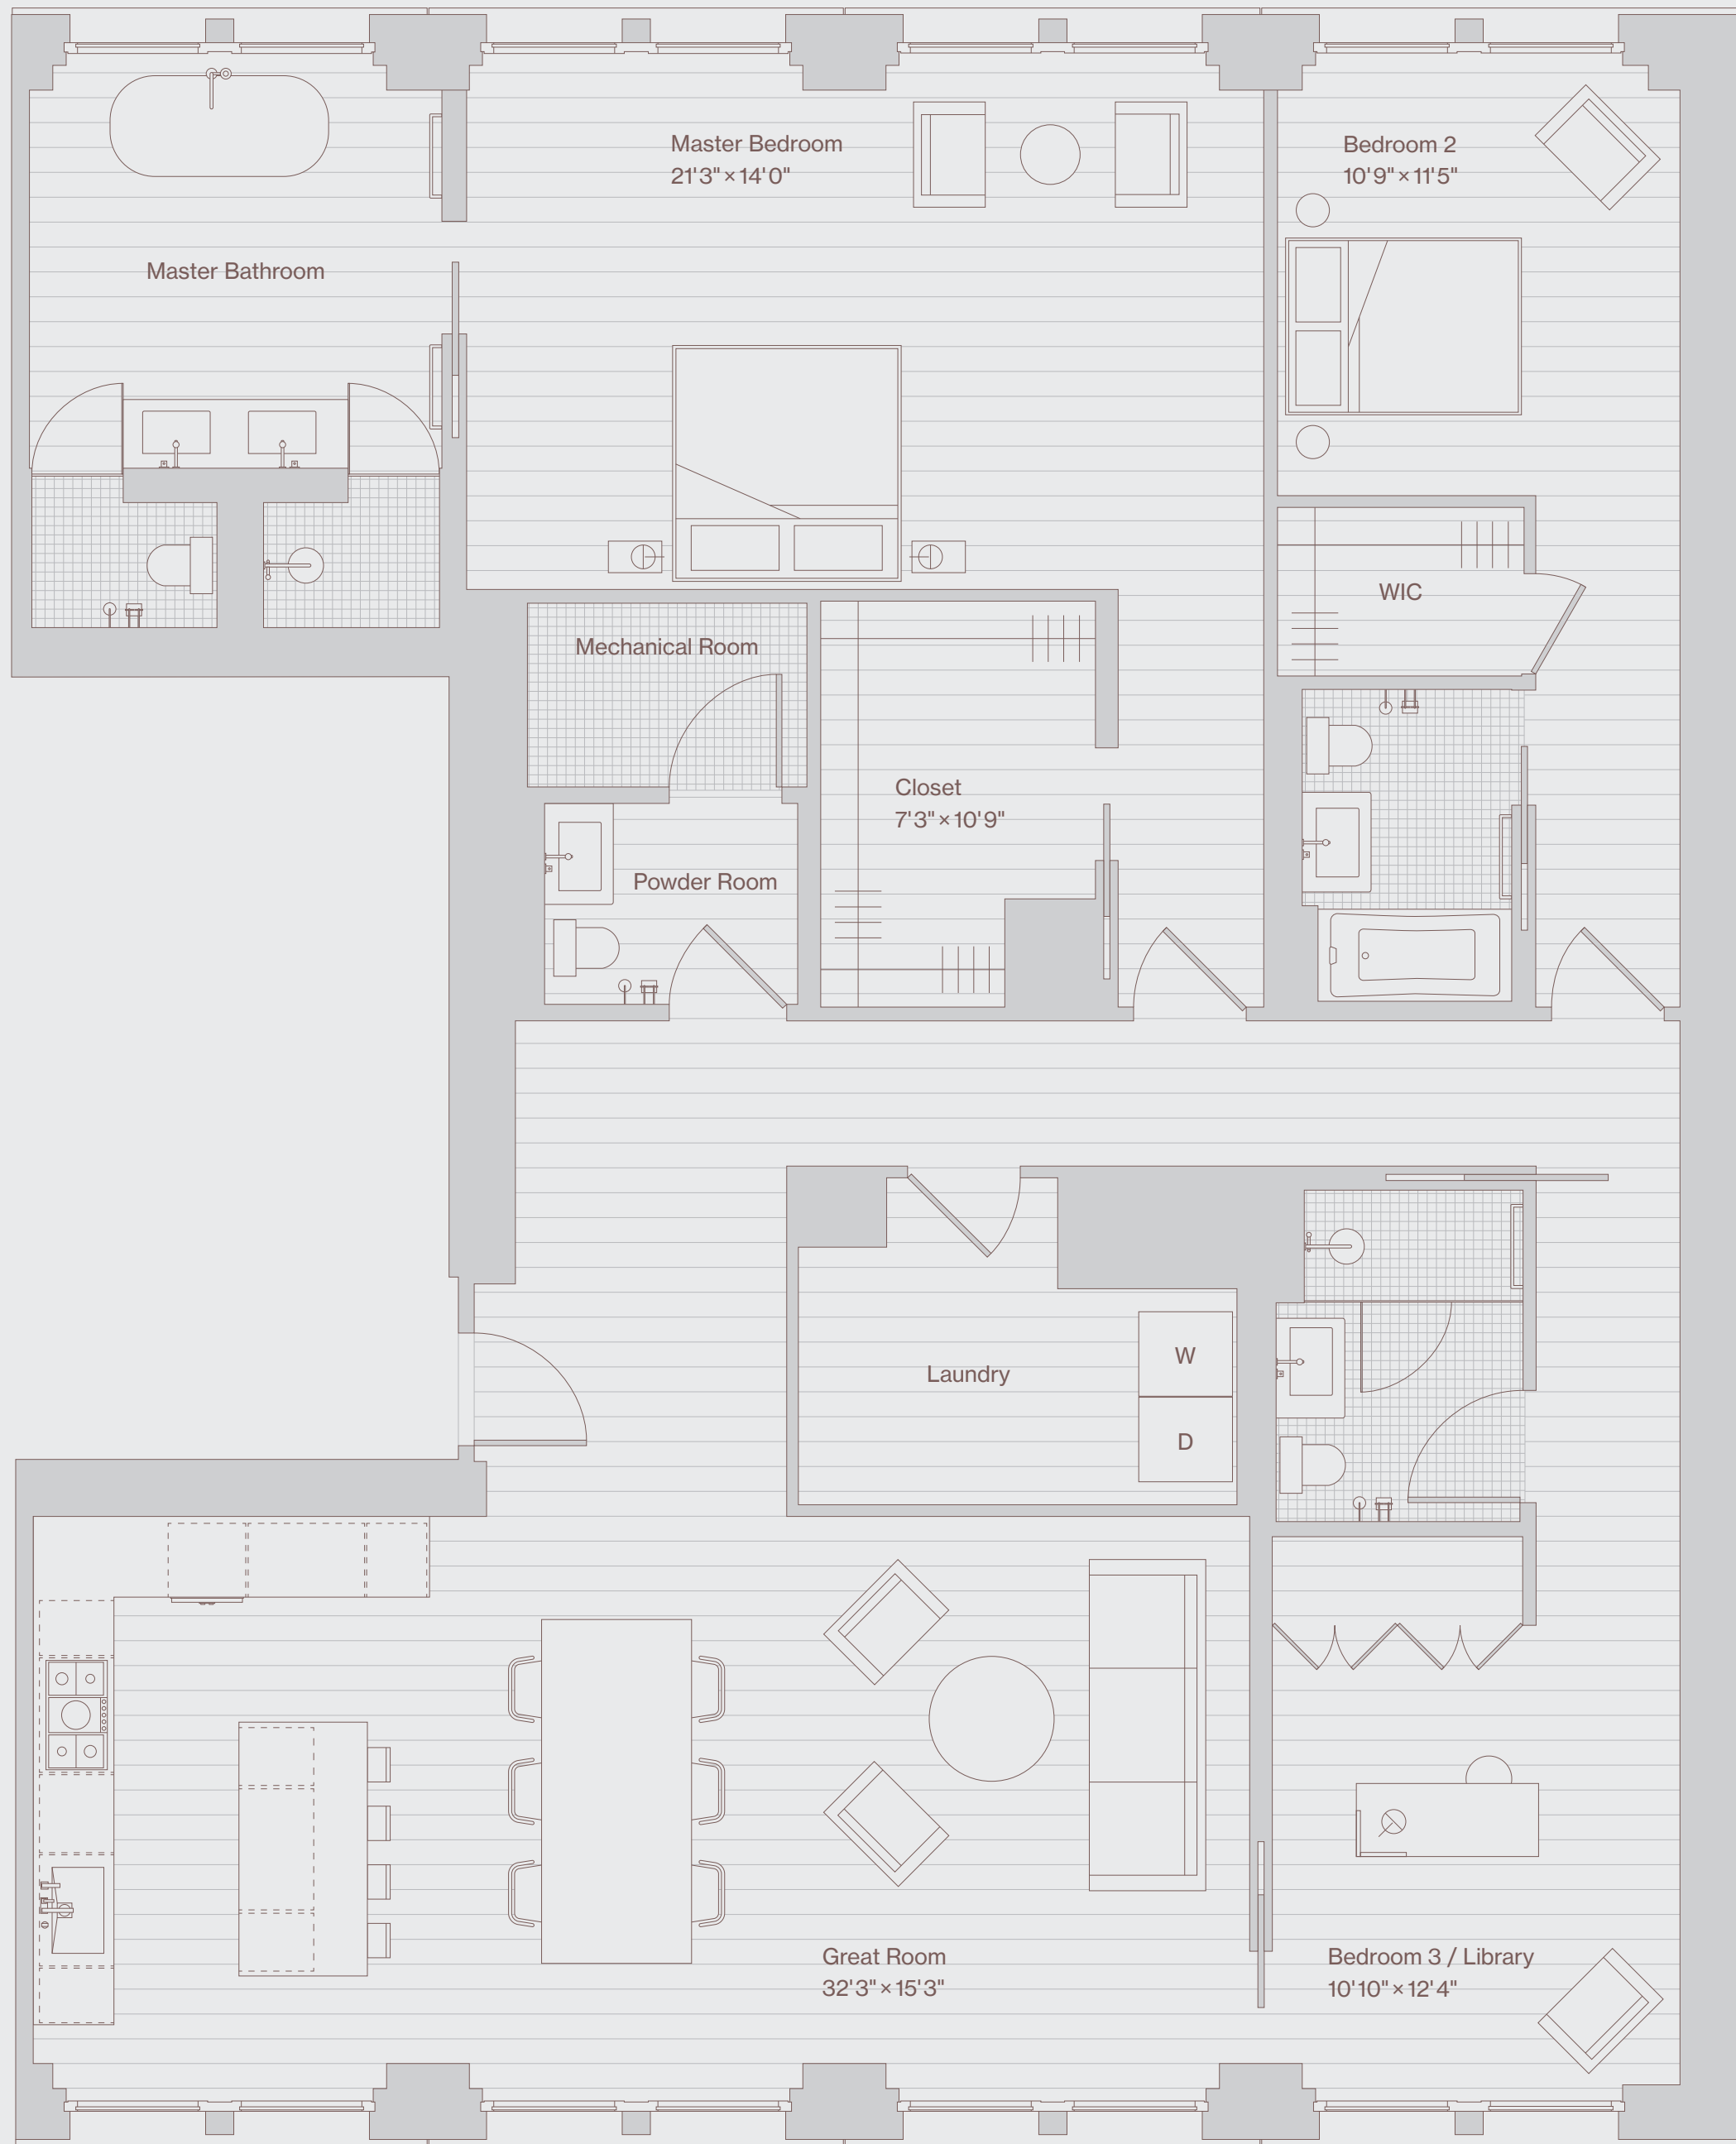 Master Bedroom
21'3" × 14'0"
Bedroom 2
10'9" × 11'5"
Master Bathroom
WIC
Mechanical Room
Closet
7'3" × 10'9"
Powder Room
W
Laundry
D
Great Room
32'3" × 15'3"
Bedroom 3 / Library
10'10" × 12'4"